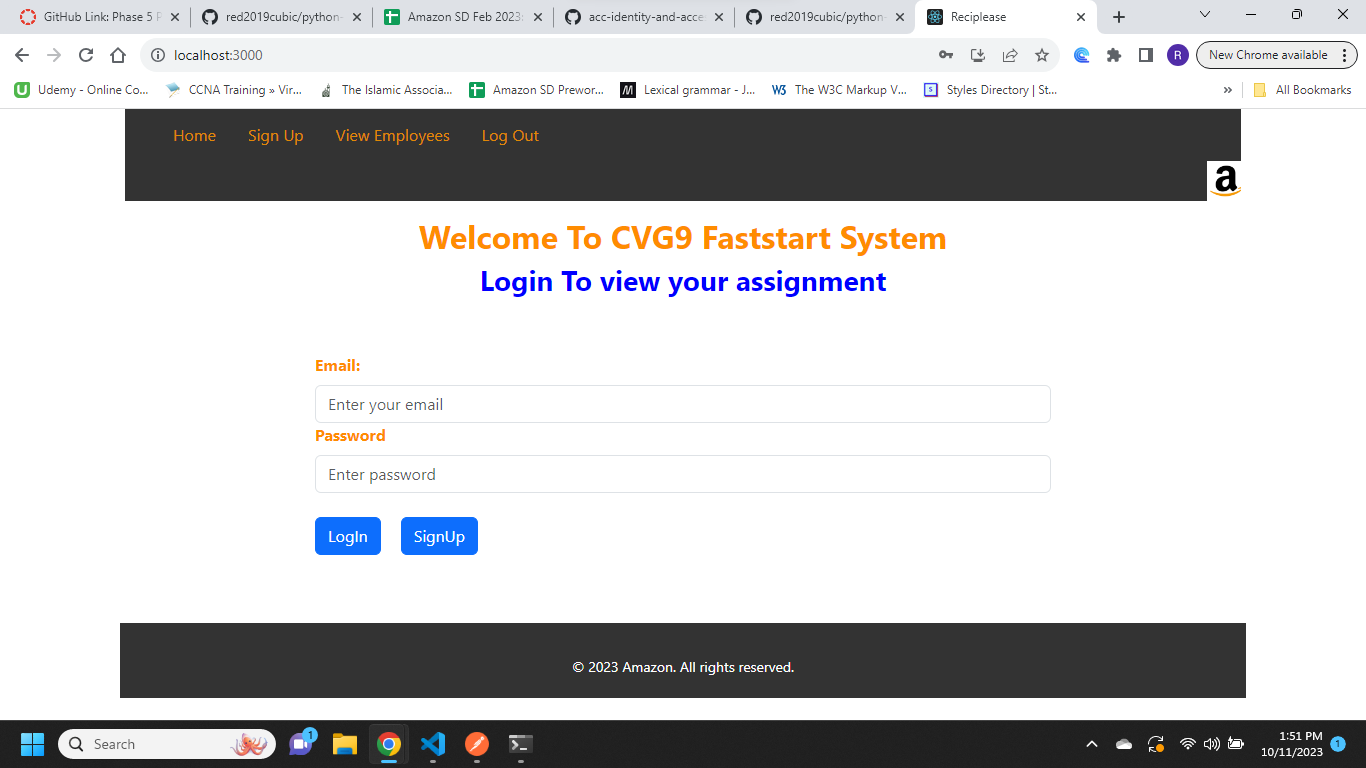 GitHub Link: Phase 5 P
red2019cubic/python-
Amazon SD Feb 2023:
acc-identity-and-acce
red2019cubic/python-
Reciplease
localhost:3000
R
New Chrome available
Udemy - Online Co...
CCNA Training » Vir...
The Islamic Associa...
Amazon SD Prewor...
Lexical grammar - J...
The W3C Markup V...
Styles Directory | St...
»
All Bookmarks
Home Sign Up View Employees Log Out
a
Welcome To CVG9 Faststart System
Login To view your assignment
Email:
Enter your email
Password
Enter password
LogIn SignUp
© 2023 Amazon. All rights reserved.
Search
1
1:51 PM
10/11/2023
1